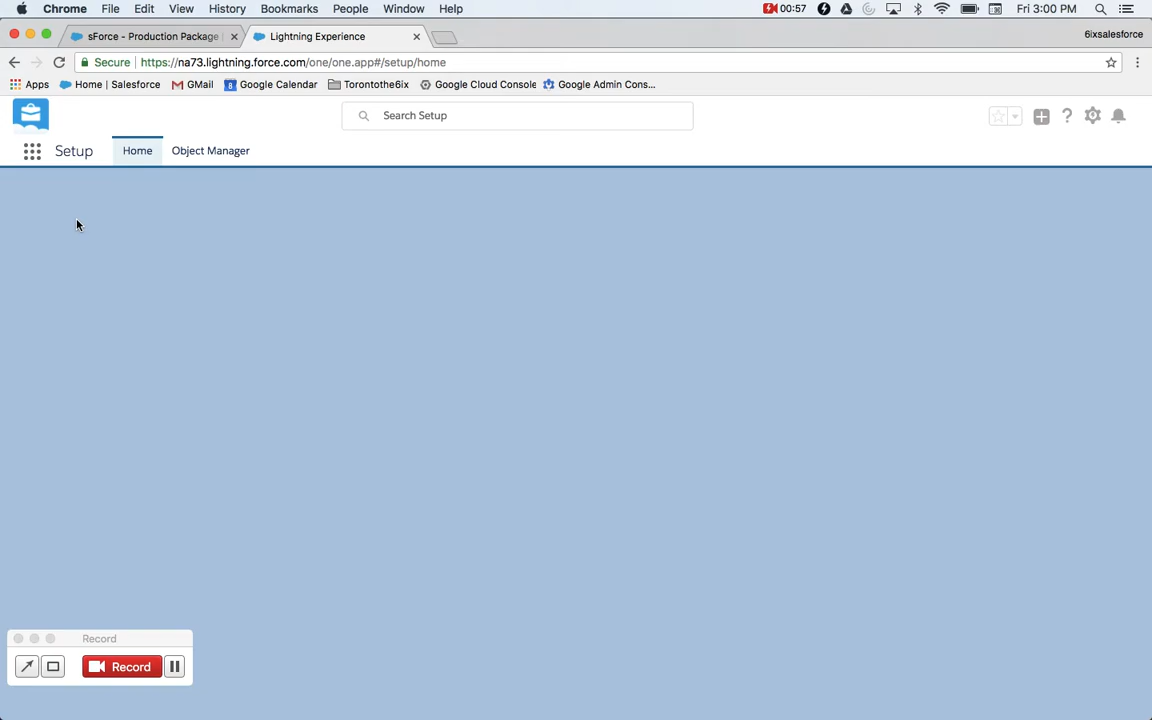 Chrome File Edit View History Bookmarks People Window Help 00:57 Fri 3:00 PM
sForce - Production Package Lightning Experience 6ixsalesforce
Secure https://na73.lightning.force.com/one/one.app#/setup/home
Apps Home | Salesforce GMail 8 Google Calendar Torontothe6ix Google Cloud Console Google Admin Cons...
Search Setup
Setup Home Object Manager
Record
Record